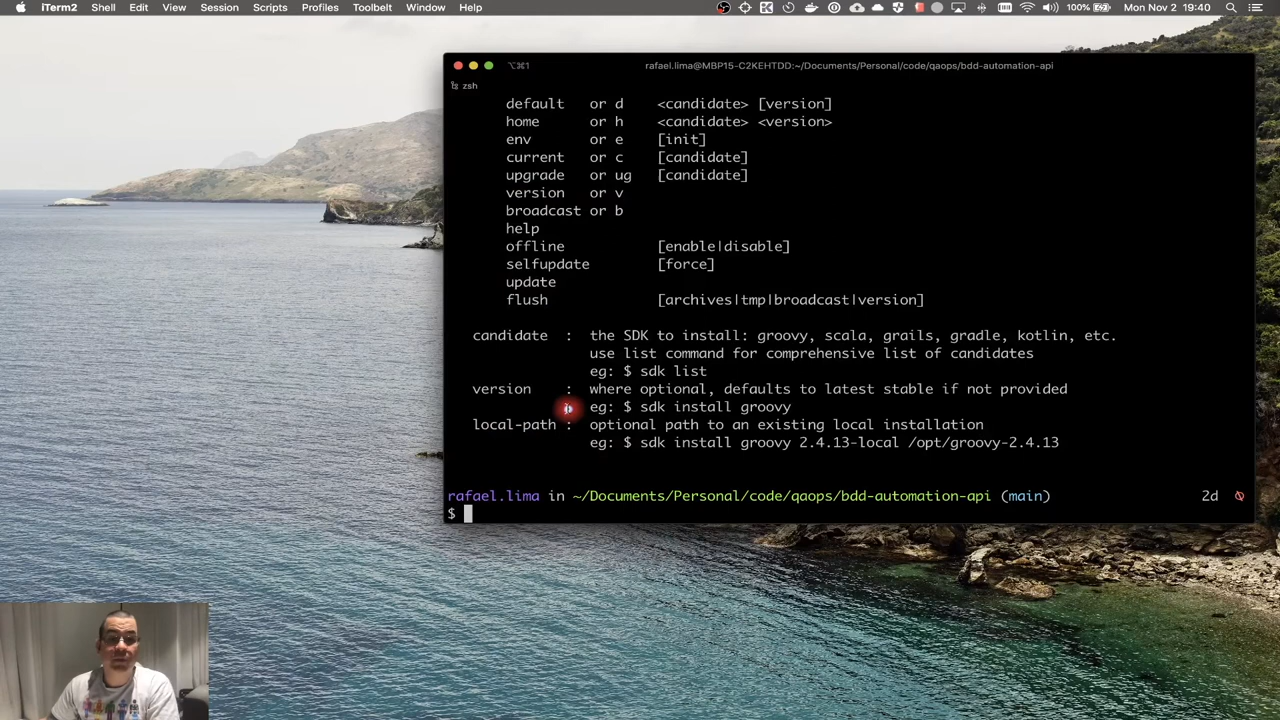 iTerm2 Shell Edit View Session Scripts Profiles Toolbelt Window Help 100% Mon Nov 2 19:40
⌥⌘1 rafael.lima@MBP15-C2KEHTDD:~/Documents/Personal/code/qaops/bdd-automation-api
zsh
default or d <candidate> [version]
home or h <candidate> <version>
env or e [init]
current or c [candidate]
upgrade or ug [candidate]
version or v
broadcast or b
help
offline [enable|disable]
selfupdate [force]
update
flush [archives|tmp|broadcast|version]
candidate : the SDK to install: groovy, scala, grails, gradle, kotlin, etc.
use list command for comprehensive list of candidates
eg: $ sdk list
version : where optional, defaults to latest stable if not provided
eg: $ sdk install groovy
local-path : optional path to an existing local installation
eg: $ sdk install groovy 2.4.13-local /opt/groovy-2.4.13
rafael.lima in ~/Documents/Personal/code/qaops/bdd-automation-api (main) 2d
$